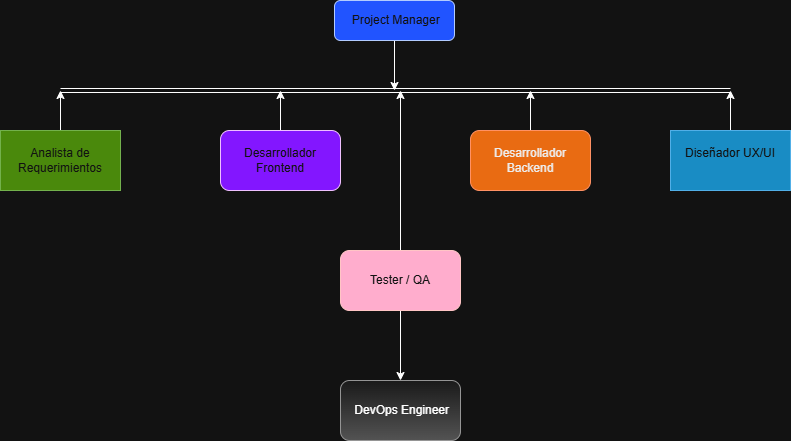 Project Manager
Analista de
Requerimientos
Desarrollador
Frontend
Desarrollador
Backend
Diseñador UX/UI
Tester / QA
DevOps Engineer